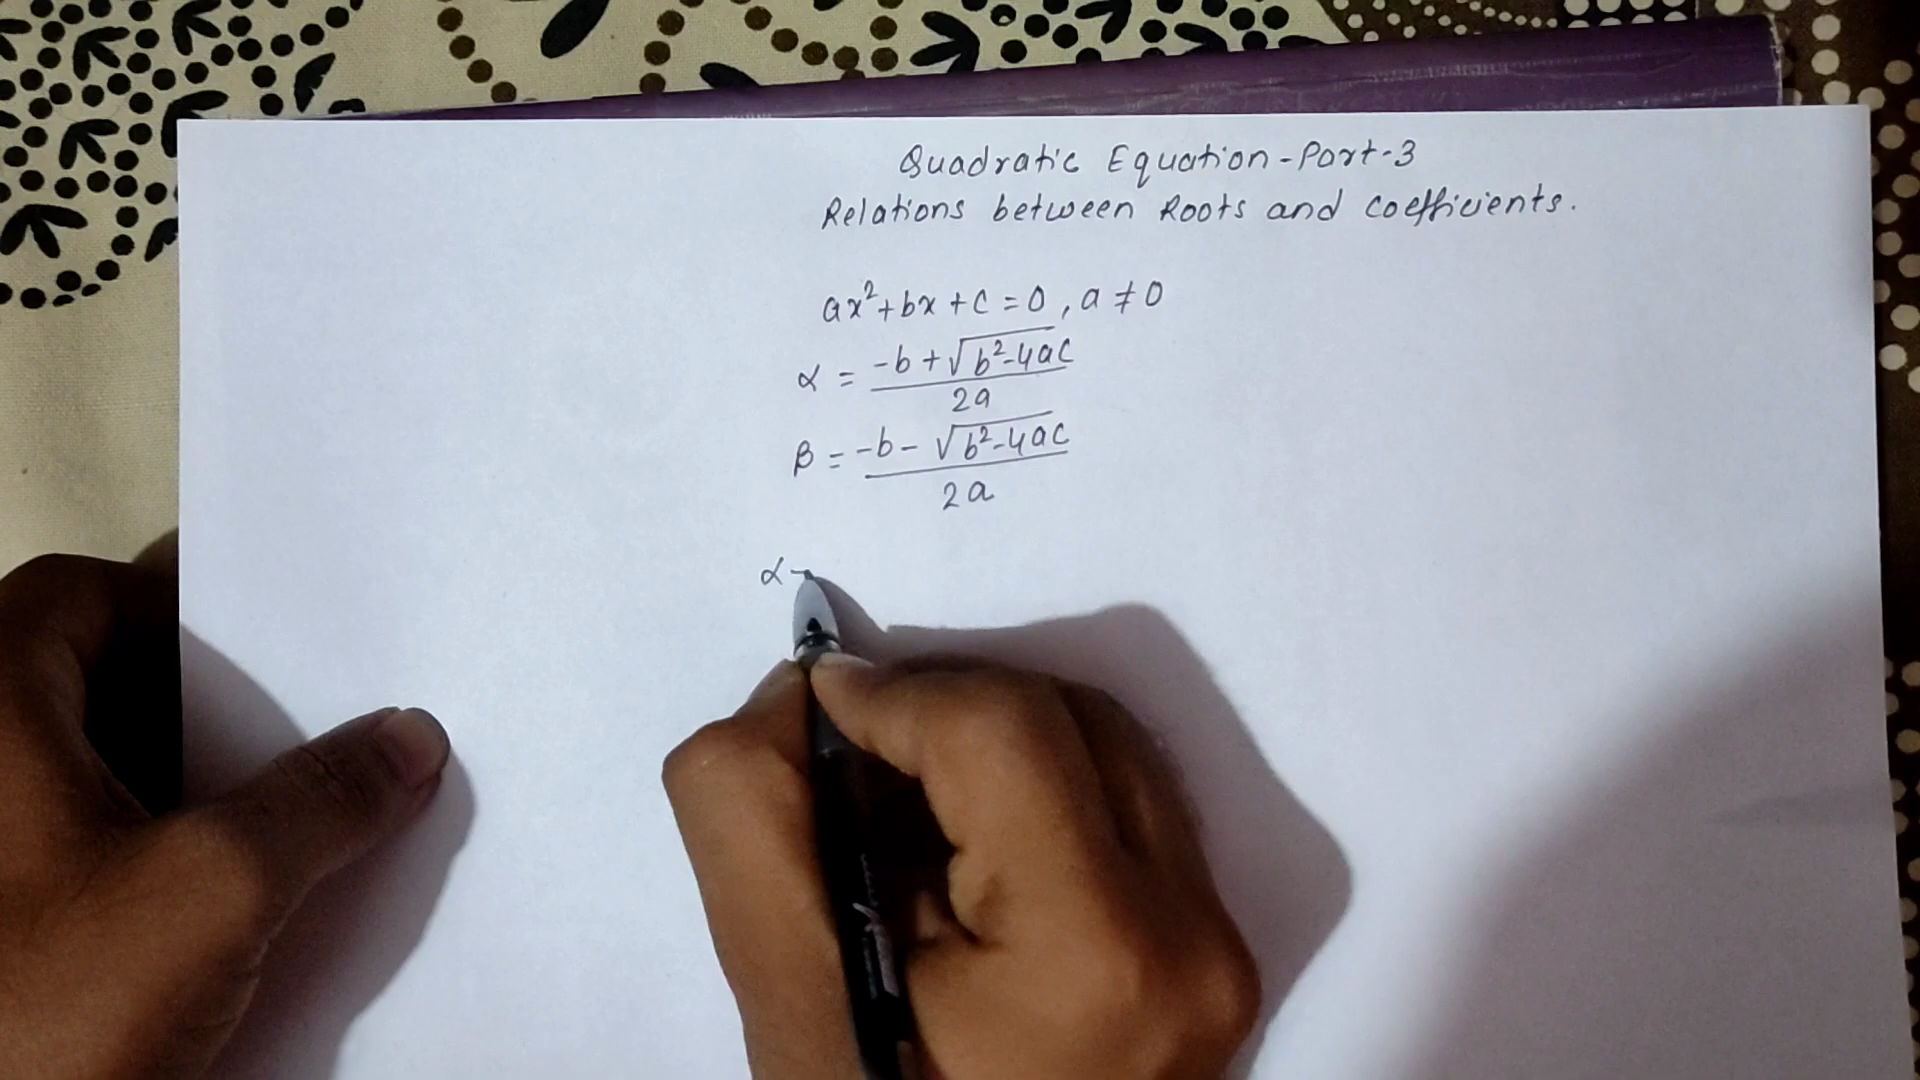 Quadratic Equation-Part-3
Relations between Roots and coefficients.
ax²+bx+c=0, a≠0
α = (-b+√(b²-4ac))/2a
β = (-b-√(b²-4ac))/2a
α -